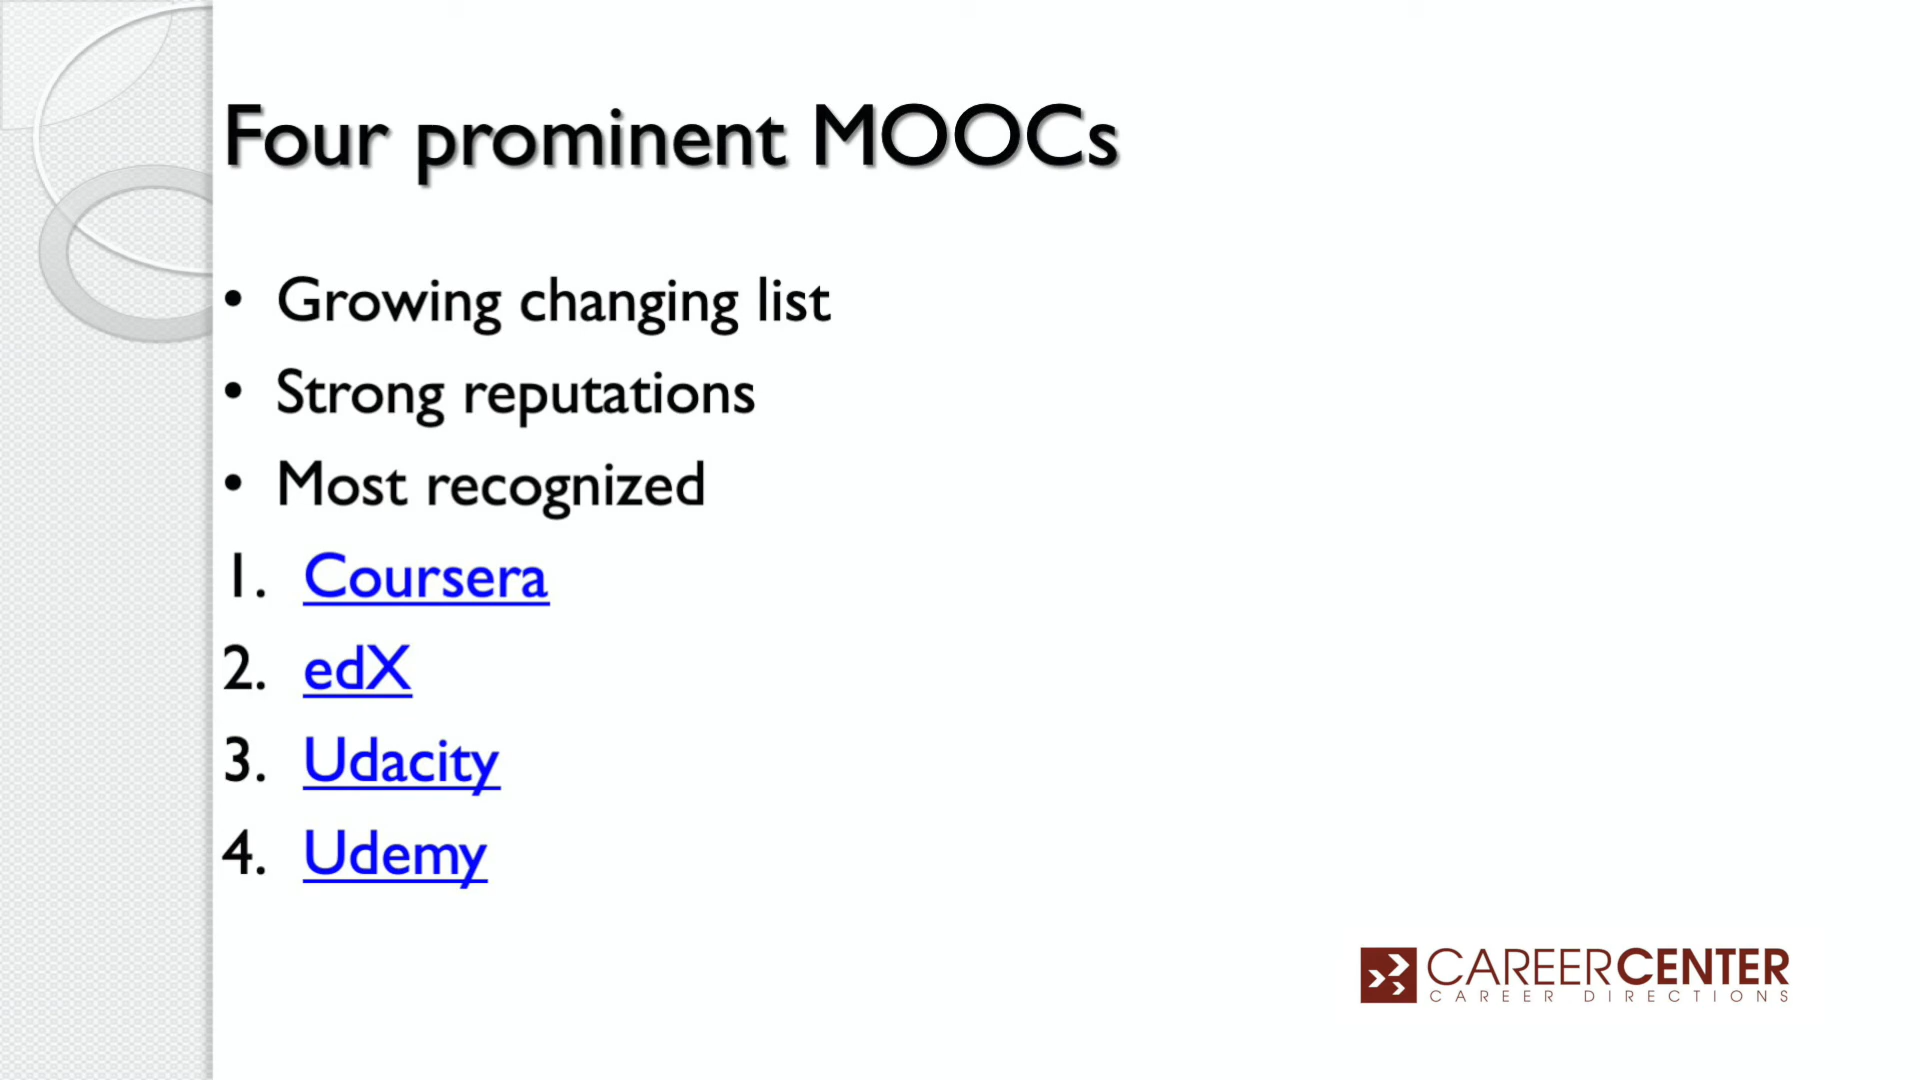 Four prominent MOOCs
• Growing changing list
• Strong reputations
• Most recognized
1. Coursera
2. edX
3. Udacity
4. Udemy
CAREERCENTER
CAREER DIRECTIONS